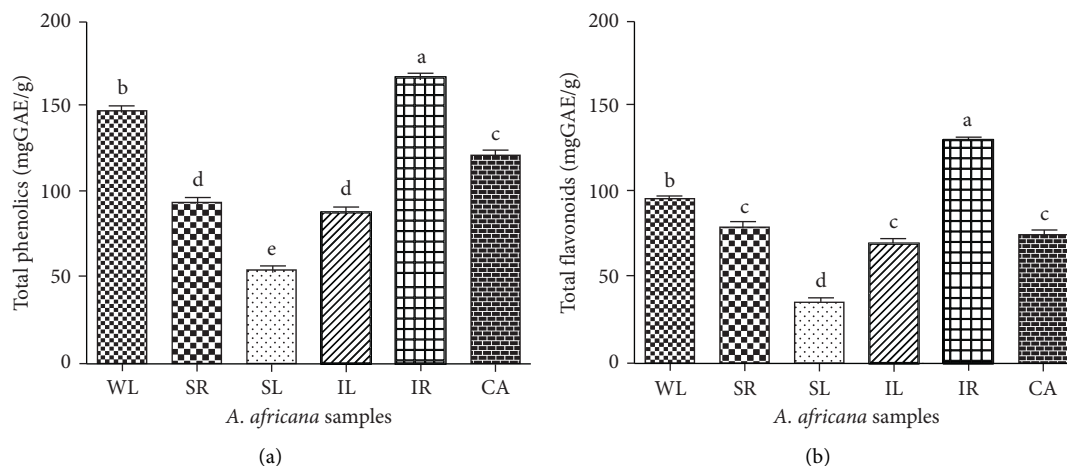 200
150
100
50
0
Total phenolics (mgGAE/g)
b
d
e
d
a
c
WL SR SL IL IR CA
A. africana samples
(a)
200
150
100
50
0
Total flavonoids (mgGAE/g)
b
c
d
c
a
c
WL SR SL IL IR CA
A. africana samples
(b)